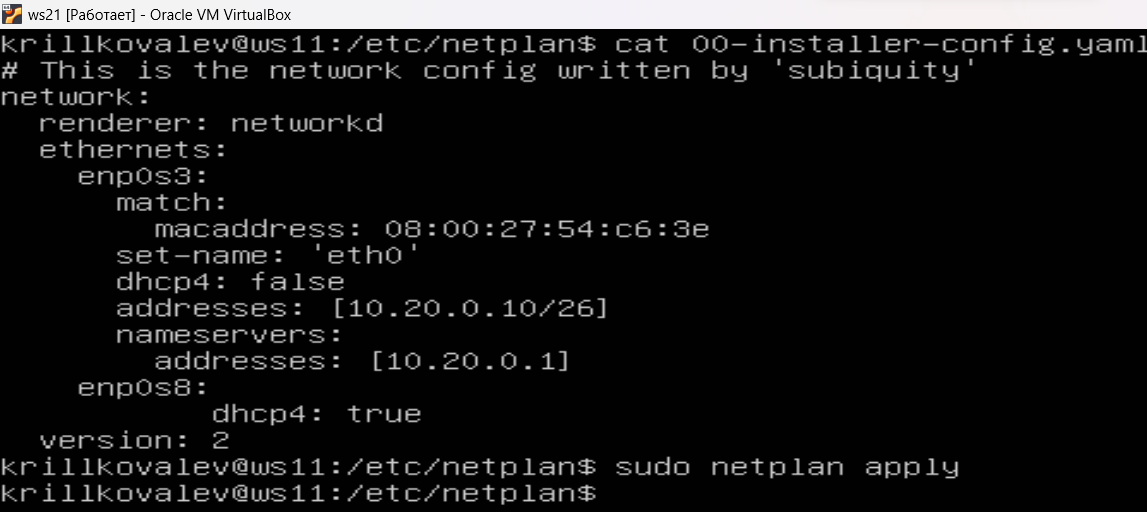 ws21 [Работает] - Oracle VM VirtualBox
krillkovalev@ws11:/etc/netplan$ cat 00-installer-config.yaml
# This is the network config written by 'subiquity'
network:
  renderer: networkd
  ethernets:
    enp0s3:
      match:
        macaddress: 08:00:27:54:c6:3e
      set-name: 'eth0'
      dhcp4: false
      addresses: [10.20.0.10/26]
      nameservers:
        addresses: [10.20.0.1]
    enp0s8:
           dhcp4: true
  version: 2
krillkovalev@ws11:/etc/netplan$ sudo netplan apply
krillkovalev@ws11:/etc/netplan$